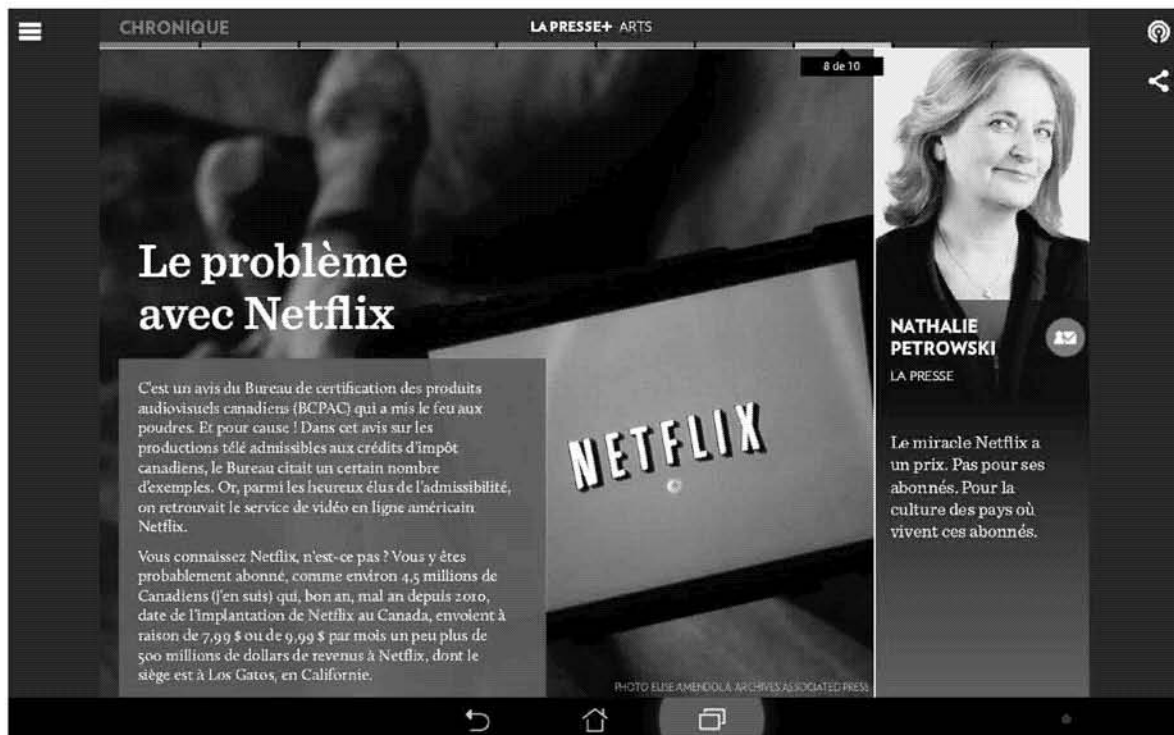 CHRONIQUE
LA PRESSE+ ARTS
8 de 10
Le problème
avec Netflix
C'est un avis du Bureau de certification des produits
audiovisuels canadiens (BCPAC) qui a mis le feu aux
poudres. Et pour cause ! Dans cet avis sur les
productions télé admissibles aux crédits d'impôt
canadiens, le Bureau citait un certain nombre
d'exemples. Or, parmi les heureux élus de l'admissibilité,
on retrouvait le service de vidéo en ligne américain
Netflix.
Vous connaissez Netflix, n'est-ce pas ? Vous y êtes
probablement abonné, comme environ 4,5 millions de
Canadiens (j'en suis) qui, bon an, mal an depuis 2010,
date de l'implantation de Netflix au Canada, envoient à
raison de 7,99 $ ou de 9,99 $ par mois un peu plus de
500 millions de dollars de revenus à Netflix, dont le
siège est à Los Gatos, en Californie.
NETFLIX
PHOTO ELISE AMENDOLA, ARCHIVES ASSOCIATED PRESS
NATHALIE
PETROWSKI
LA PRESSE
Le miracle Netflix a
un prix. Pas pour ses
abonnés. Pour la
culture des pays où
vivent ces abonnés.